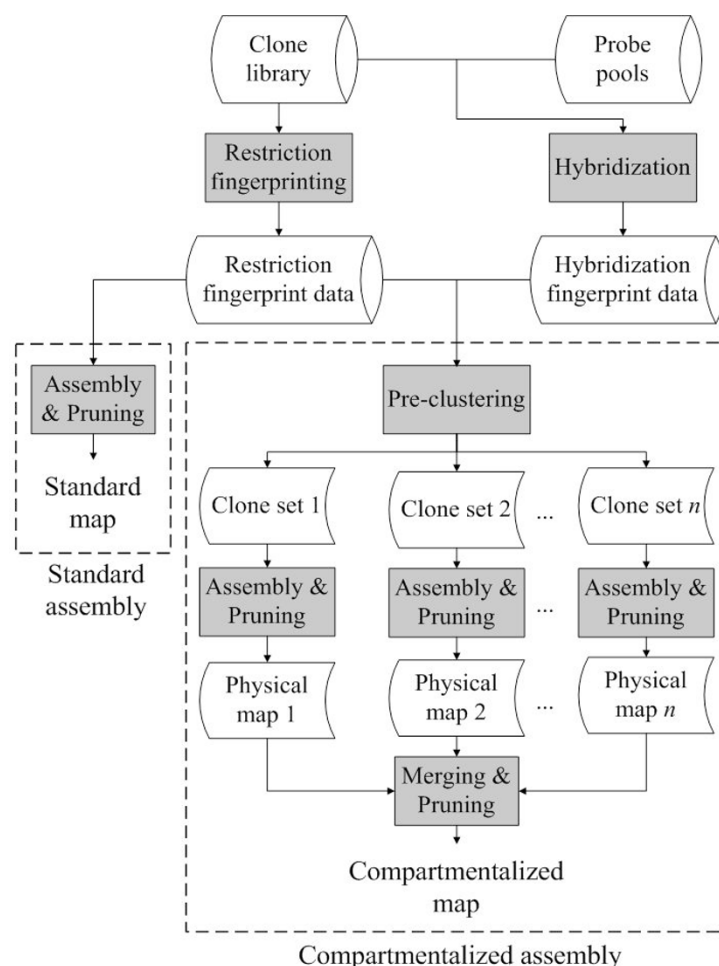 Clone
library
Probe
pools
Restriction
fingerprinting
Hybridization
Restriction
fingerprint data
Hybridization
fingerprint data
Assembly
& Pruning
Standard
map
Standard
assembly
Pre-clustering
Clone set 1
Clone set 2
...
Clone set n
Assembly &
Pruning
Assembly &
Pruning
...
Assembly &
Pruning
Physical
map 1
Physical
map 2
...
Physical
map n
Merging &
Pruning
Compartmentalized
map
Compartmentalized assembly